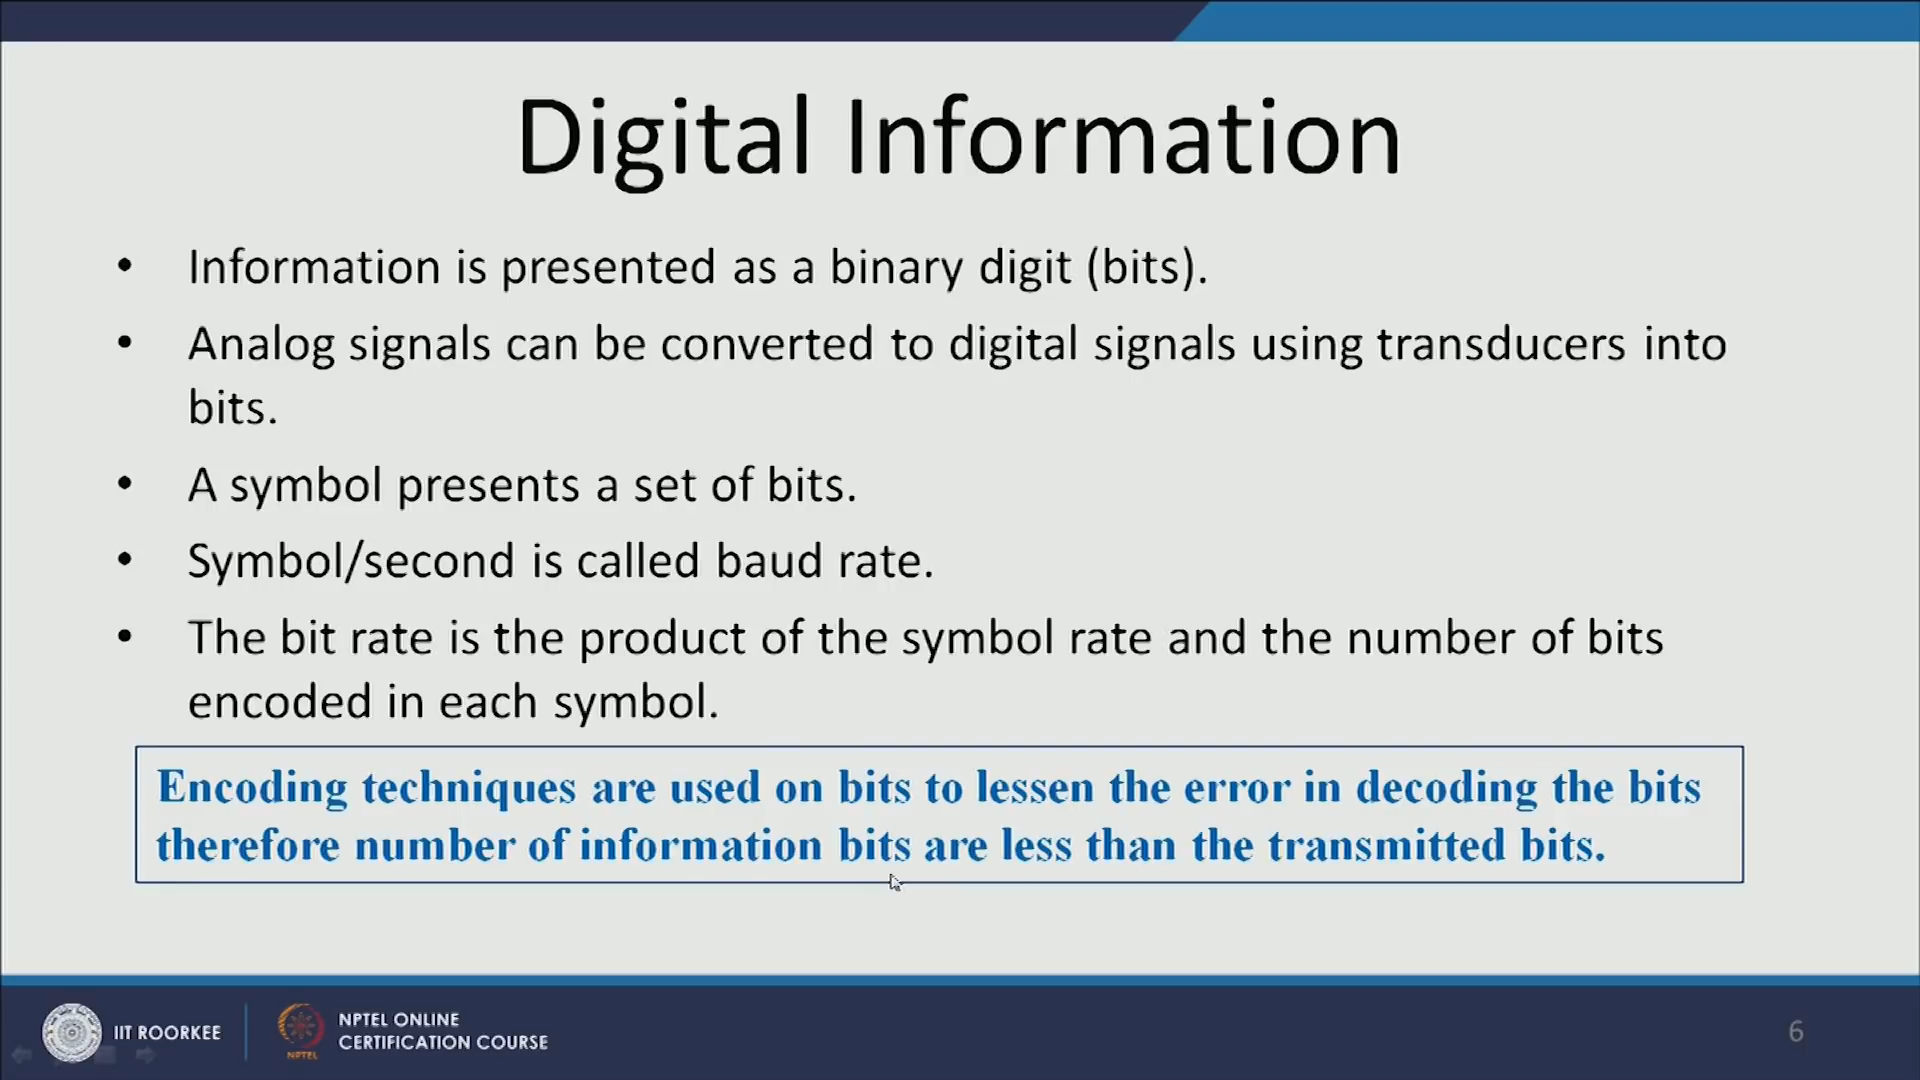 Digital Information
• Information is presented as a binary digit (bits).
• Analog signals can be converted to digital signals using transducers into
bits.
• A symbol presents a set of bits.
• Symbol/second is called baud rate.
• The bit rate is the product of the symbol rate and the number of bits
encoded in each symbol.
Encoding techniques are used on bits to lessen the error in decoding the bits
therefore number of information bits are less than the transmitted bits.
IIT ROORKEE
NPTEL
NPTEL ONLINE
CERTIFICATION COURSE
6